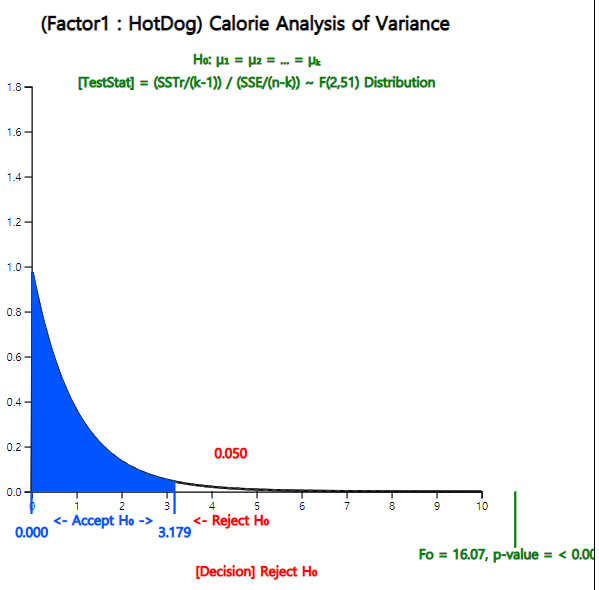 (Factor1 : HotDog) Calorie Analysis of Variance
H₀: μ₁ = μ₂ = ... = μₖ
[TestStat] = (SSTr/(k-1)) / (SSE/(n-k)) ~ F(2,51) Distribution
1.8
1.6
1.4
1.2
1.0
0.8
0.6
0.4
0.2
0.050
0.0
0 1 2 3 4 5 6 7 8 9 10
<- Accept H₀ -> <- Reject H₀
0.000 3.179
F₀ = 16.07, p-value = < 0.00
[Decision] Reject H₀